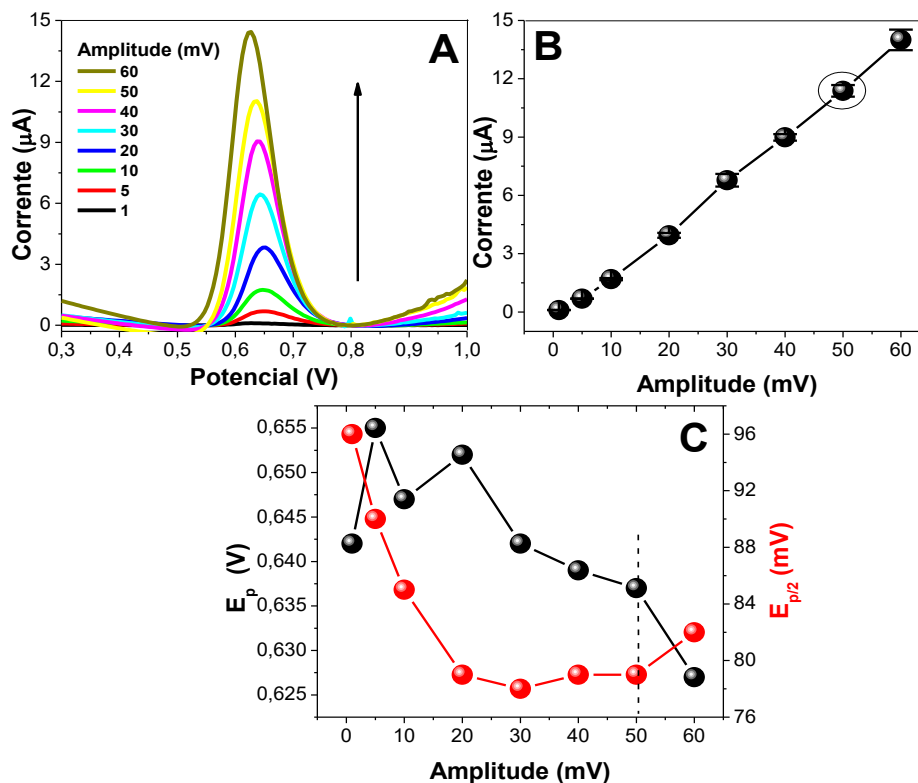 A
Amplitude (mV)
60
50
40
30
20
10
5
1
Corrente (µA)
15
12
9
6
3
0
0,3 0,4 0,5 0,6 0,7 0,8 0,9 1,0
Potencial (V)
B
Corrente (µA)
15
12
9
6
3
0
0 10 20 30 40 50 60
Amplitude (mV)
C
E_p (V)
0,655
0,650
0,645
0,640
0,635
0,630
0,625
96
92
88
84
80
76
E_p/2 (mV)
0 10 20 30 40 50 60
Amplitude (mV)